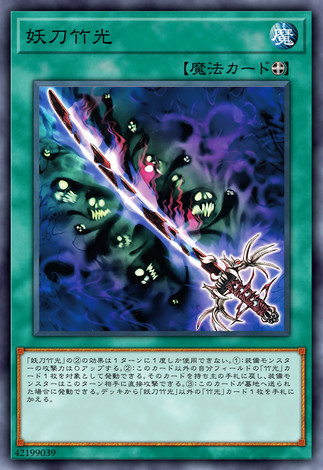 妖刀竹光
魔
【魔法カード】
「妖刀竹光」の②の効果は1ターンに1度しか使用できない。①:装備モンス
ターの攻撃力は0アップする。②:このカード以外の自分フィールドの「竹光」カ
ード1枚を対象として発動できる。そのカードを持ち主の手札に戻し、装備モ
ンスターはこのターン相手に直接攻撃できる。③:このカードが墓地へ送られ
た場合に発動できる。デッキから「妖刀竹光」以外の「竹光」カード1枚を手札に
加える。
42199039